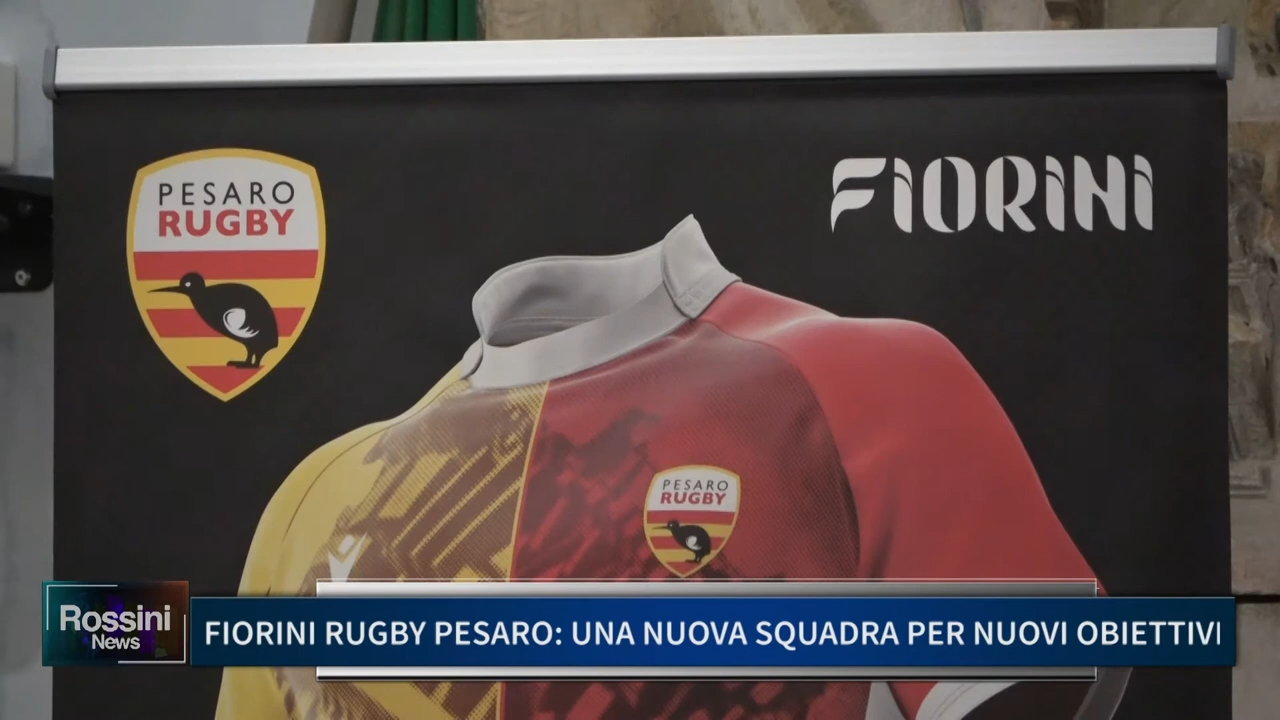 PESARO
RUGBY
FIORINI
PESARO
RUGBY
Rossini
News
FIORINI RUGBY PESARO: UNA NUOVA SQUADRA PER NUOVI OBIETTIVI